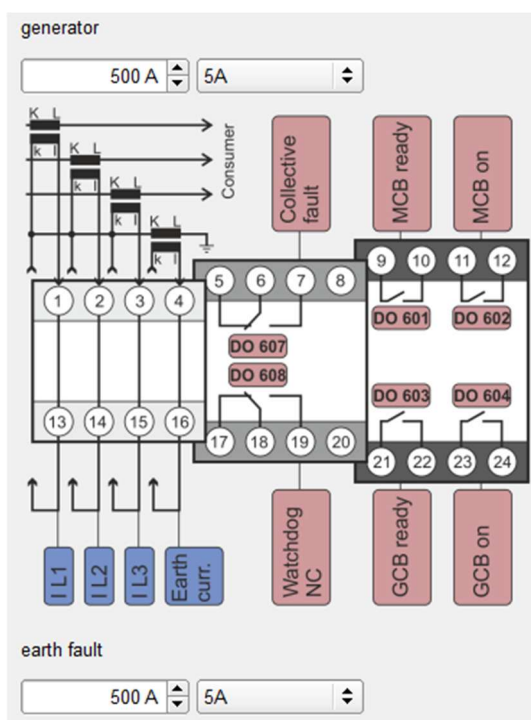 generator
500 A
5A
K L
k l
K L
k l
K L
k l
K L
k l
Consumer
Collective
fault
MCB ready
MCB on
1
2
3
4
5
6
7
8
9
10
11
12
DO 607
DO 608
DO 601
DO 602
DO 603
DO 604
13
14
15
16
17
18
19
20
21
22
23
24
I L1
I L2
I L3
Earth
curr.
Watchdog
NC
GCB ready
GCB on
earth fault
500 A
5A